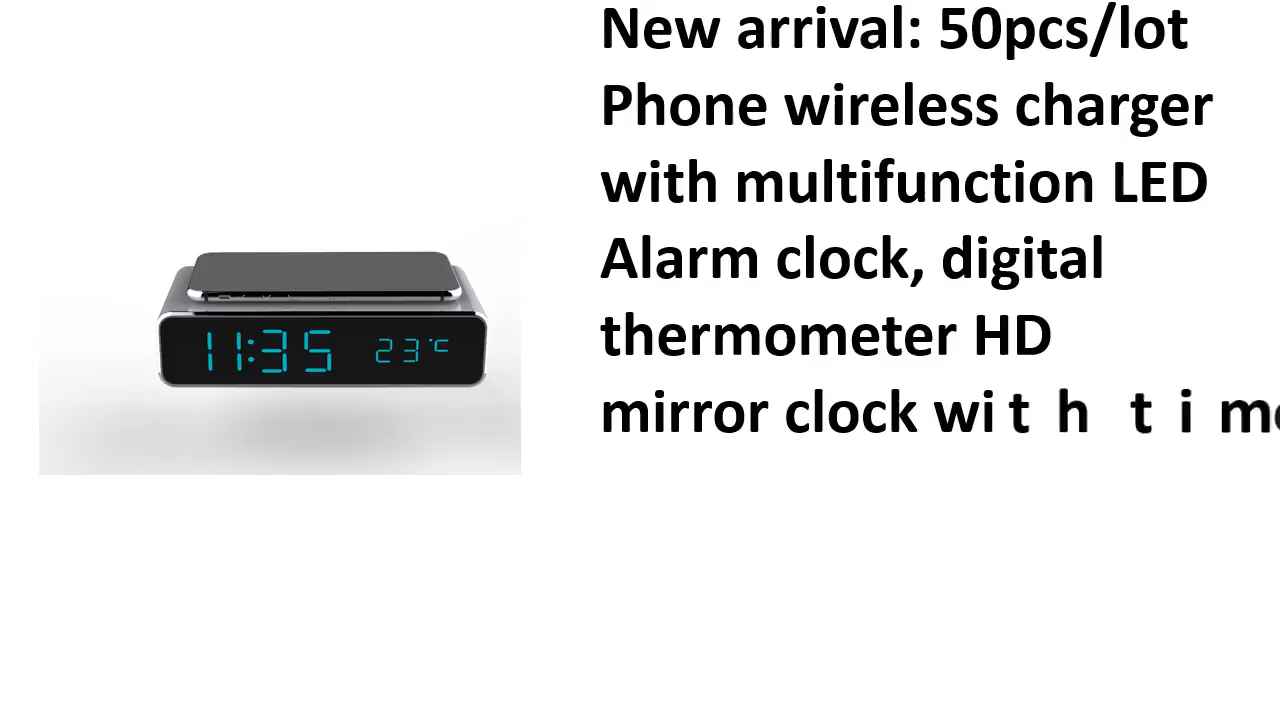 New arrival: 50pcs/lot
Phone wireless charger
with multifunction LED
Alarm clock, digital
thermometer HD
mirror clock with
11:35 23°C